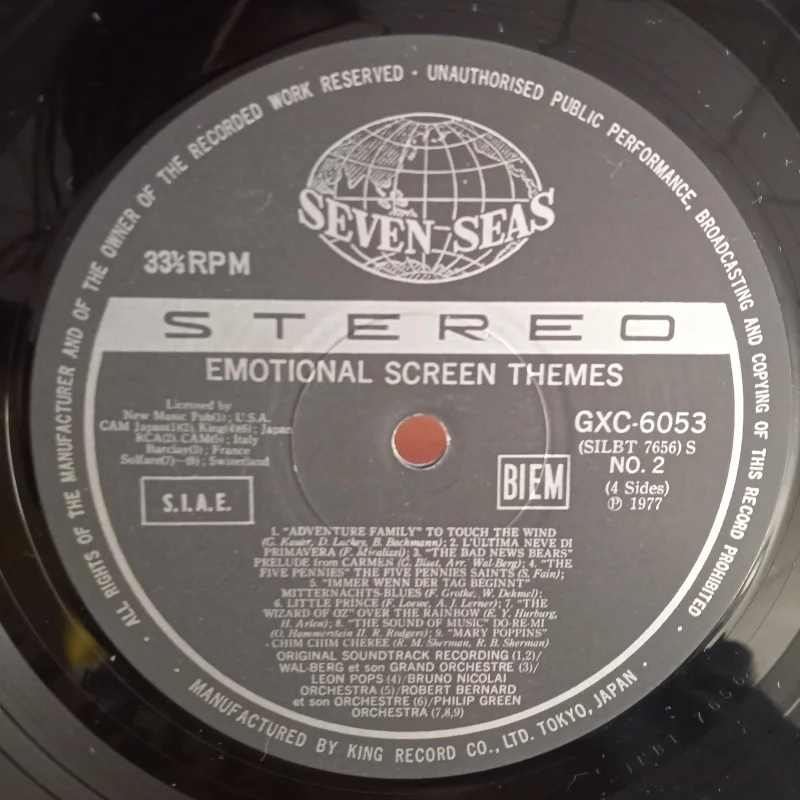 ALL RIGHTS OF THE MANUFACTURER AND OF THE OWNER OF THE RECORDED WORK RESERVED · UNAUTHORISED PUBLIC PERFORMANCE, BROADCASTING AND COPYING OF THIS RECORD PROHIBITED
SEVEN SEAS
33⅓RPM
STEREO
EMOTIONAL SCREEN THEMES
Licensed by
New Music Pub(1) ; U.S.A.
CAM Japan(1)(2), King(4)(6) ; Japan
RCA(2), CAM(5) ; Italy
Barclay(3) ; France
Solfare(7)~(9) ; Swizerland
S.I.A.E.
BIEM
GXC-6053
(SILBT 7656) S
NO. 2
(4 Sides)
Ⓟ 1977
1. "ADVENTURE FAMILY" TO TOUCH THE WIND
(G. Kauer, D. Lackey, B. Bachmann); 2. L'ULTIMA NEVE DI
PRIMAVERA (F. Micalizzi); 3. "THE BAD NEWS BEARS"
PRELUDE from CARMEN (G. Bizet, Arr. Wal-Berg); 4. "THE
FIVE PENNIES" THE FIVE PENNIES SAINTS (S. Fain);
5. "IMMER WENN DER TAG BEGINNT"
MITTERNACHTS-BLUES (F. Grothe, W. Dehmel);
6. LITTLE PRINCE (F. Loewe, A. J. Lerner); 7. "THE
WIZARD OF OZ" OVER THE RAINBOW (E. Y. Hurburg,
H. Arlen); 8. "THE SOUND OF MUSIC" DO-RE-MI
(O. Hammerstein II, R. Rodgers); 9. "MARY POPPINS"
CHIM CHIM CHEREE (R. M. Sherman, R. B. Sherman)
ORIGINAL SOUNDTRACK RECORDING (1,2)/
WAL-BERG et son GRAND ORCHESTRE (3)/
LEON POPS (4)/BRUNO NICOLAI
ORCHESTRA (5)/ROBERT BERNARD
et son ORCHESTRE (6)/PHILIP GREEN
ORCHESTRA (7,8,9)
· MANUFACTURED BY KING RECORD CO., LTD. TOKYO, JAPAN ·